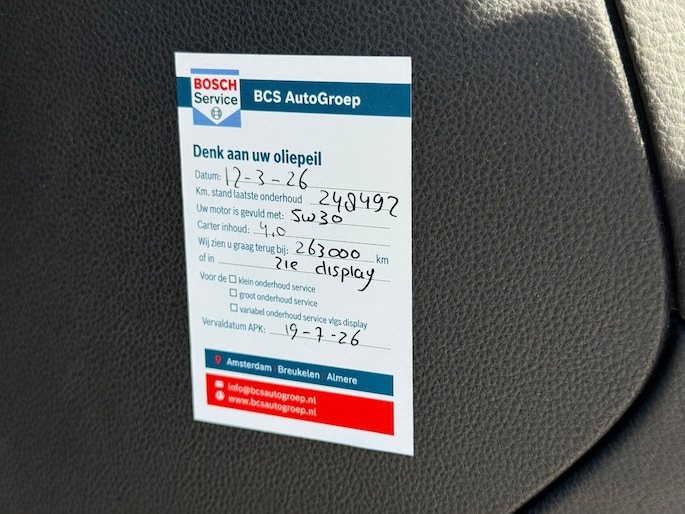 BOSCH
Service
BCS AutoGroep
Denk aan uw oliepeil
Datum: 12-3-26
Km. stand laatste onderhoud 248492
Uw motor is gevuld met: 5W30
Carter inhoud: 4,0
Wij zien u graag terug bij: 263000 km
of in zie display
Voor de ☐ klein onderhoud service
☐ groot onderhoud service
☐ variabel onderhoud service vlgs display
Vervaldatum APK: 19-7-26
Amsterdam | Breukelen | Almere
info@bcsautogroep.nl
www.bcsautogroep.nl